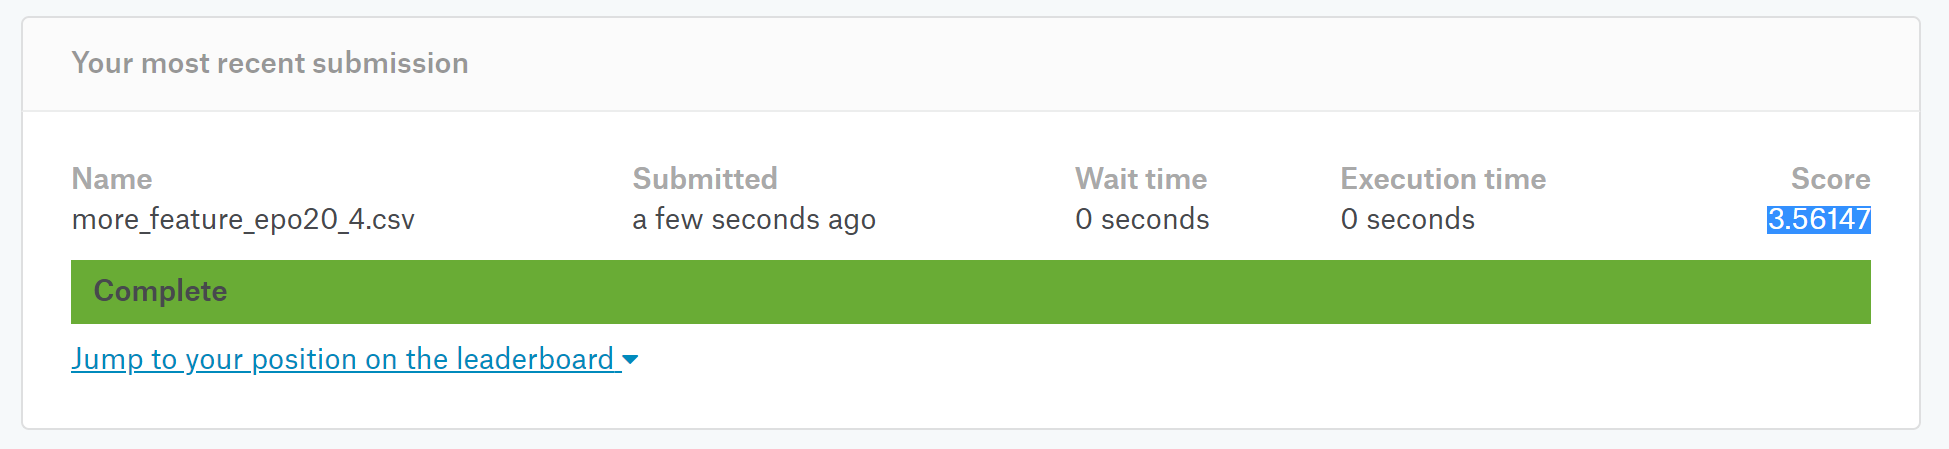 Your most recent submission
Name Submitted Wait time Execution time Score
more_feature_epo20_4.csv a few seconds ago 0 seconds 0 seconds 3.56147
Complete
Jump to your position on the leaderboard